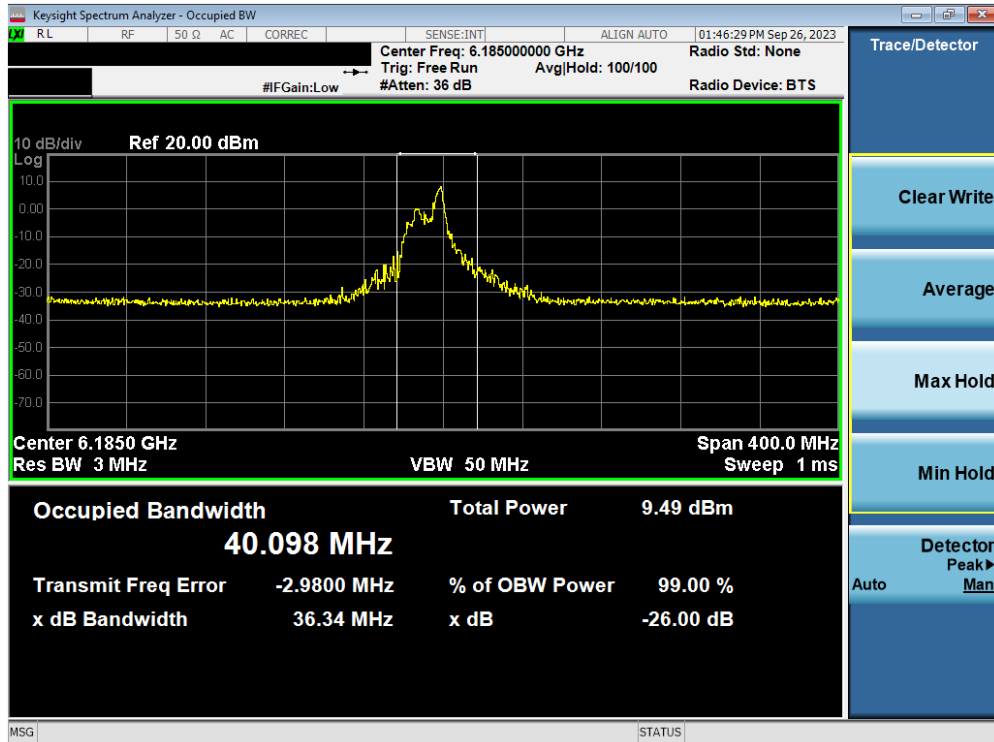 Keysight Spectrum Analyzer - Occupied BW
LXI RL RF 50 Ω AC CORREC SENSE:INT ALIGN AUTO 01:46:29 PM Sep 26, 2023
Center Freq: 6.185000000 GHz Radio Std: None
Trig: Free Run Avg|Hold: 100/100
#IFGain:Low #Atten: 36 dB Radio Device: BTS
10 dB/div Ref 20.00 dBm
Log
10.0
0.00
-10.0
-20.0
-30.0
-40.0
-50.0
-60.0
-70.0
Center 6.1850 GHz Span 400.0 MHz
Res BW 3 MHz VBW 50 MHz Sweep 1 ms
Occupied Bandwidth Total Power 9.49 dBm
40.098 MHz
Transmit Freq Error -2.9800 MHz % of OBW Power 99.00 %
x dB Bandwidth 36.34 MHz x dB -26.00 dB
MSG STATUS
Trace/Detector
Clear Write
Average
Max Hold
Min Hold
Detector
Peak▶
Auto Man